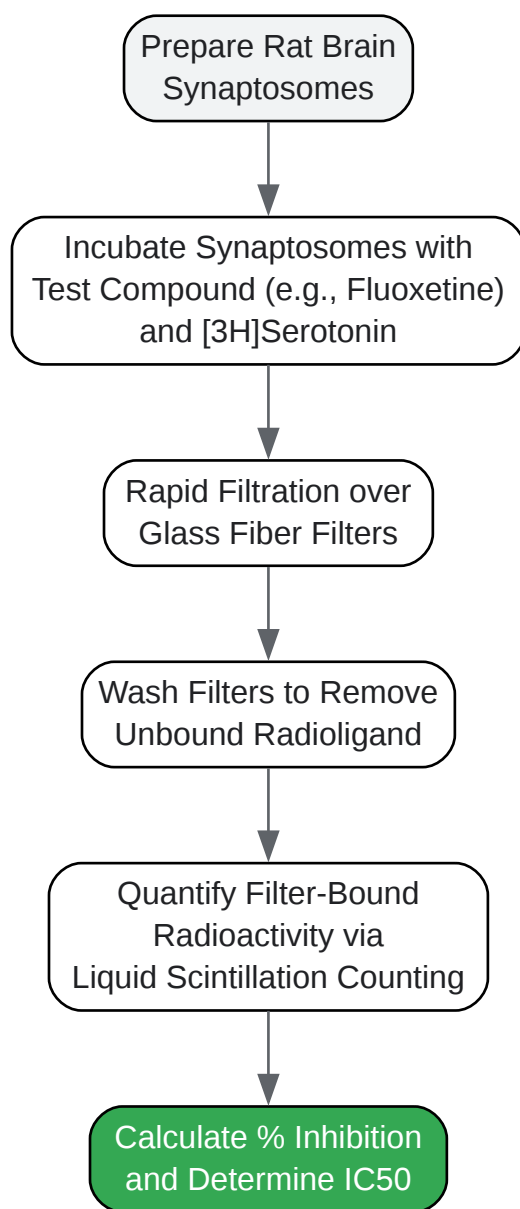 Prepare Rat Brain
Synaptosomes
Incubate Synaptosomes with
Test Compound (e.g., Fluoxetine)
and [3H]Serotonin
Rapid Filtration over
Glass Fiber Filters
Wash Filters to Remove
Unbound Radioligand
Quantify Filter-Bound
Radioactivity via
Liquid Scintillation Counting
Calculate % Inhibition
and Determine IC50